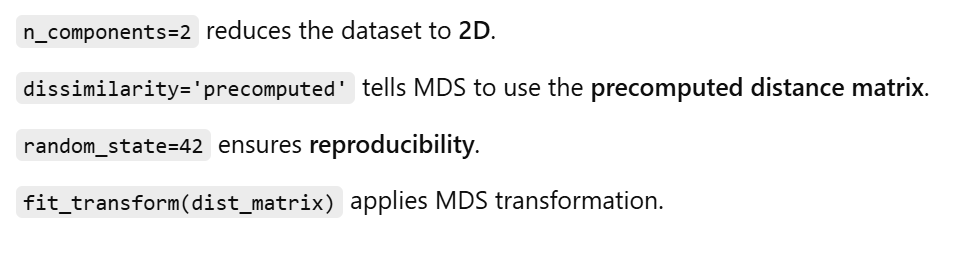 n_components=2 reduces the dataset to 2D.
dissimilarity='precomputed' tells MDS to use the precomputed distance matrix.
random_state=42 ensures reproducibility.
fit_transform(dist_matrix) applies MDS transformation.